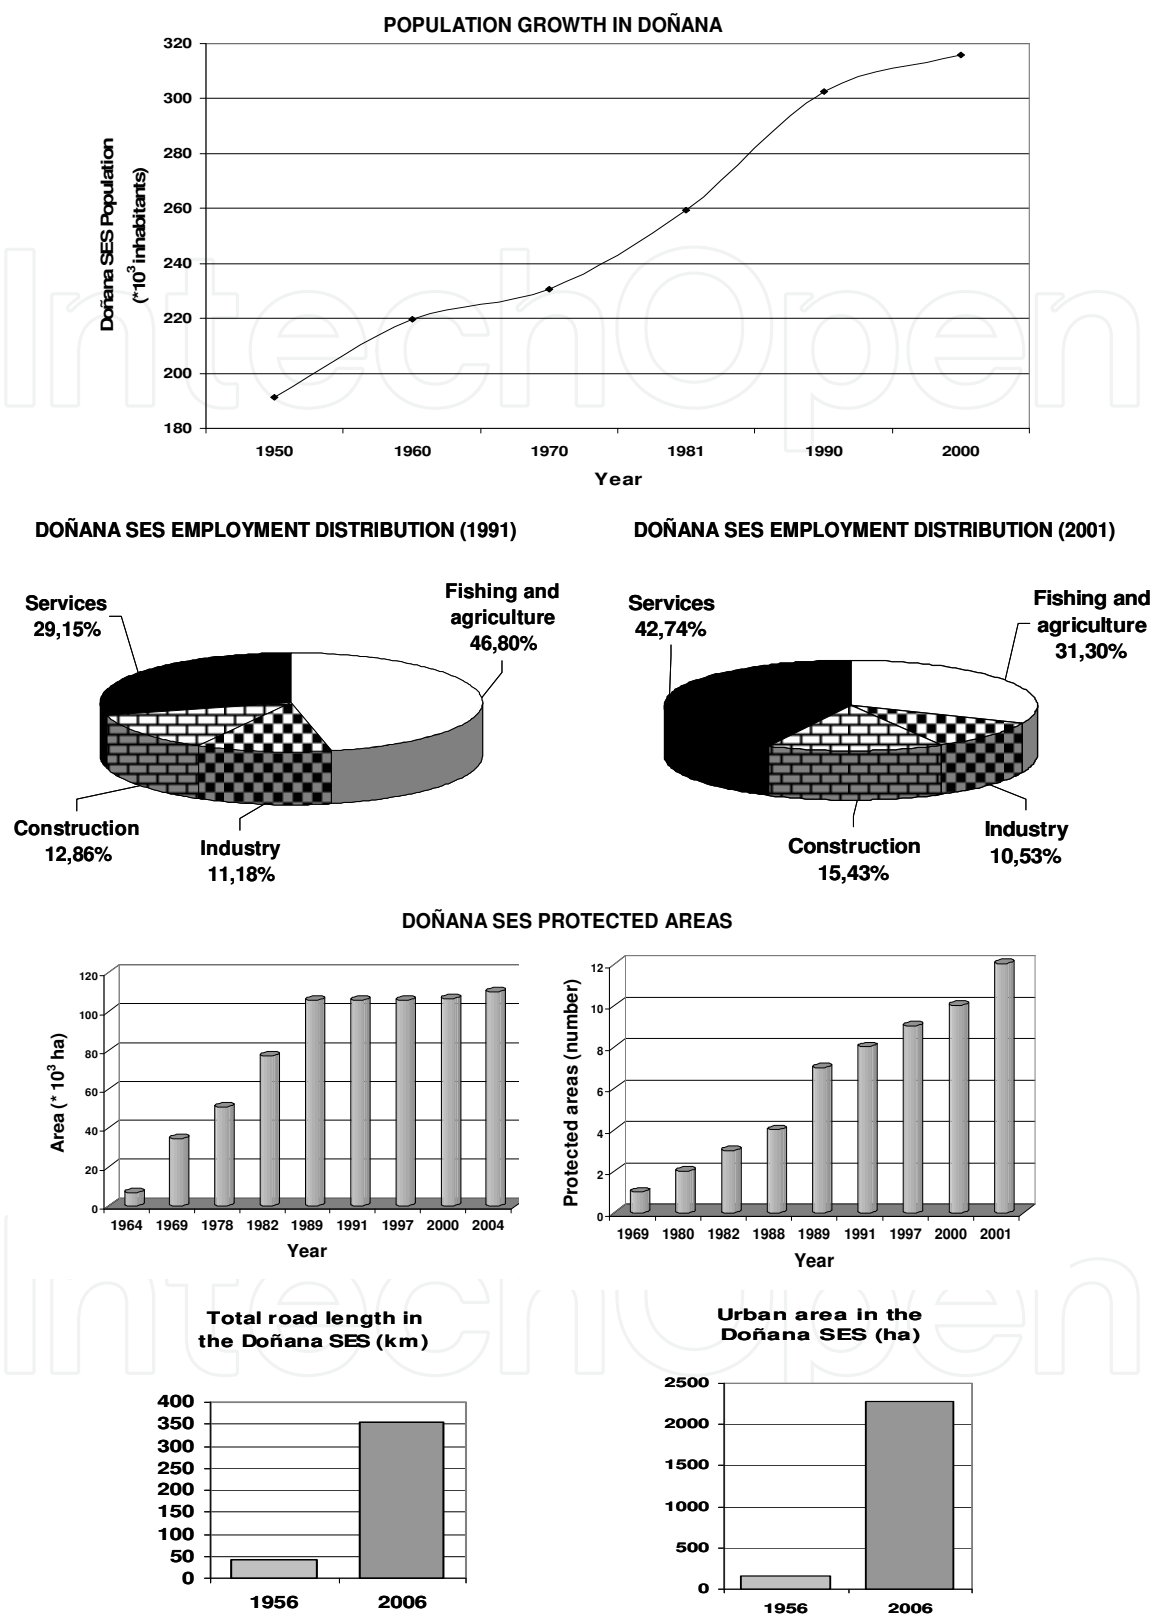 POPULATION GROWTH IN DOÑANA
320
300
280
260
240
220
200
180
Doñana SES Population
(*10³ inhabitants)
1950 1960 1970 1981 1990 2000
Year
DOÑANA SES EMPLOYMENT DISTRIBUTION (1991)
Services
29,15%
Fishing and
agriculture
46,80%
Construction
12,86%
Industry
11,18%
DOÑANA SES EMPLOYMENT DISTRIBUTION (2001)
Services
42,74%
Fishing and
agriculture
31,30%
Construction
15,43%
Industry
10,53%
DOÑANA SES PROTECTED AREAS
Area (* 10³ ha)
120
100
80
60
40
20
0
1964 1969 1978 1982 1989 1991 1997 2000 2004
Year
Protected areas (number)
12
10
8
6
4
2
0
1969 1980 1982 1988 1989 1991 1997 2000 2001
Year
Total road length in
the Doñana SES (km)
400
350
300
250
200
150
100
50
0
1956 2006
Urban area in the
Doñana SES (ha)
2500
2000
1500
1000
500
0
1956 2006
IntechOpen
IntechOpen